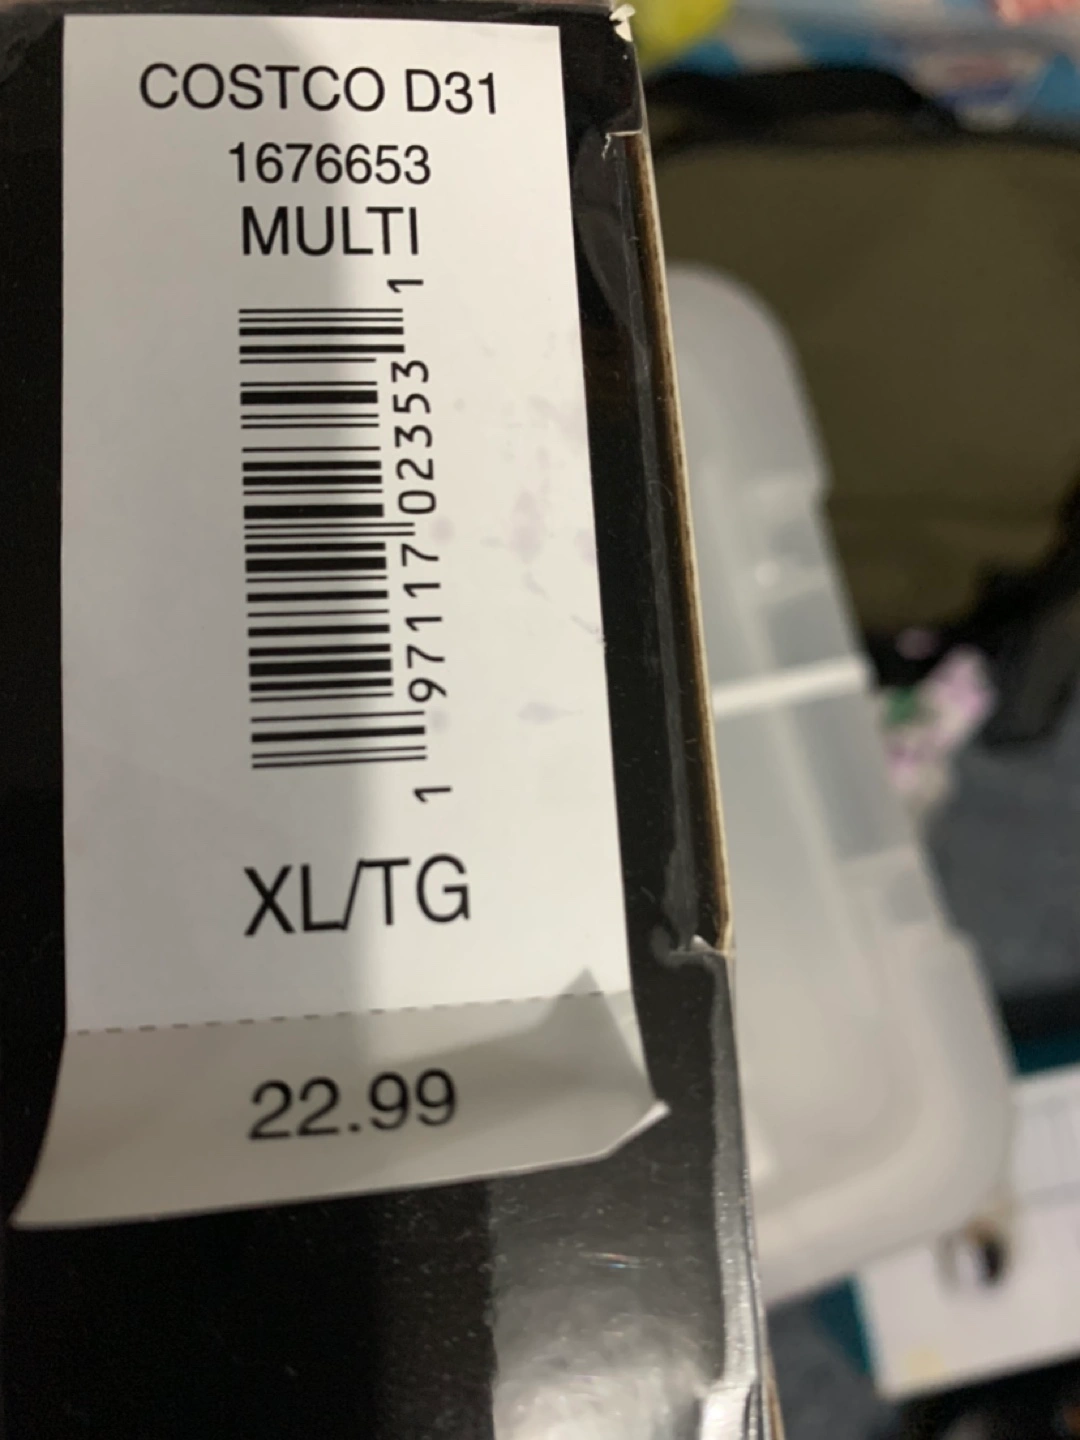 COSTCO D31
1676653
MULTI
1 97117 02353 1
XL/TG
22.99